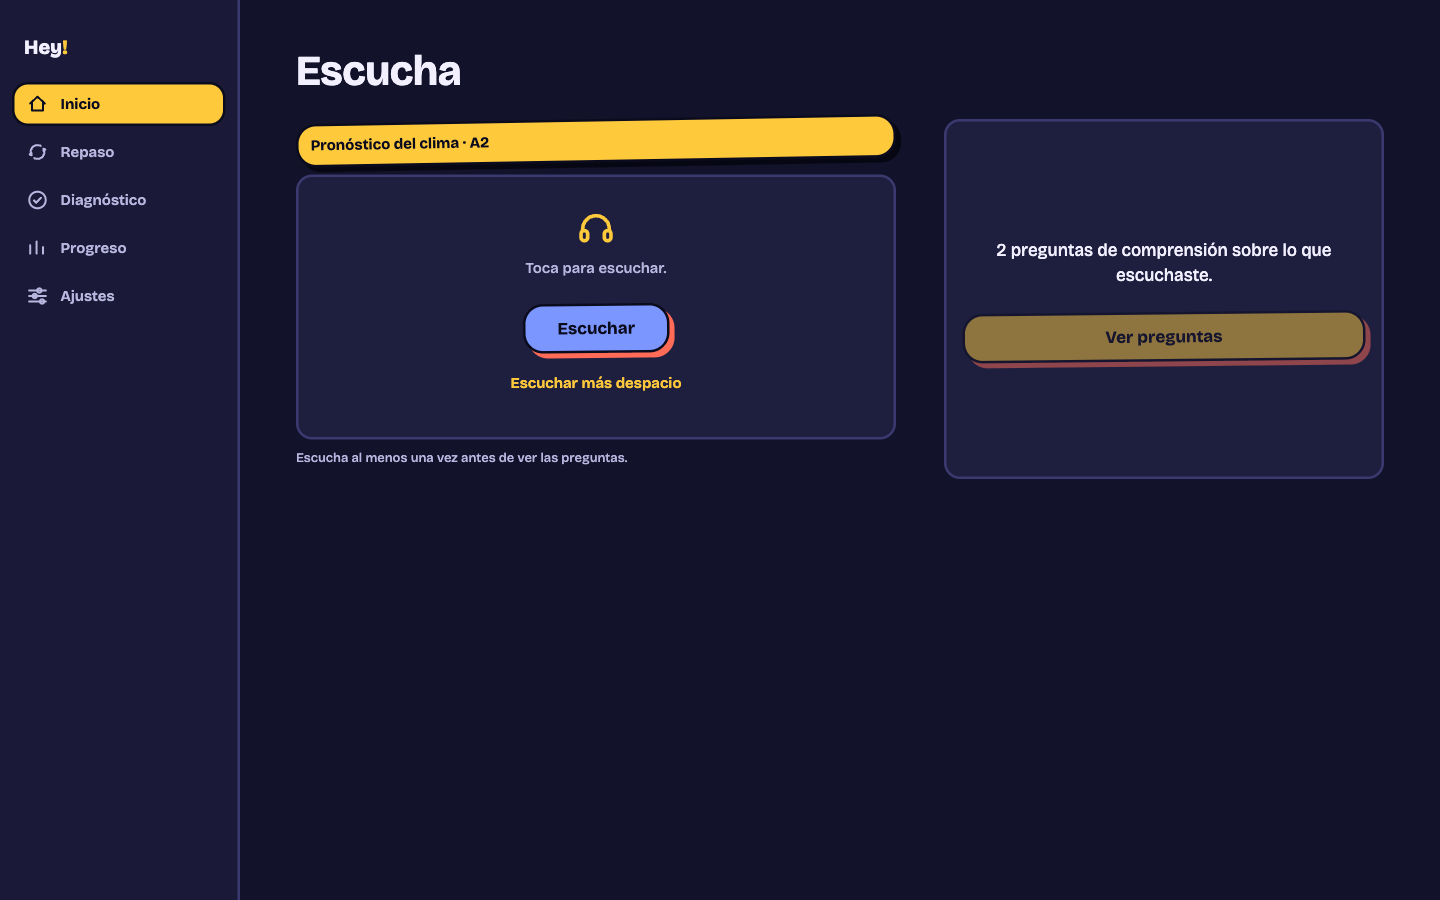 Hey!
Inicio
Repaso
Diagnóstico
Progreso
Ajustes
Escucha
Pronóstico del clima · A2
Toca para escuchar.
Escuchar
Escuchar más despacio
Escucha al menos una vez antes de ver las preguntas.
2 preguntas de comprensión sobre lo que
escuchaste.
Ver preguntas